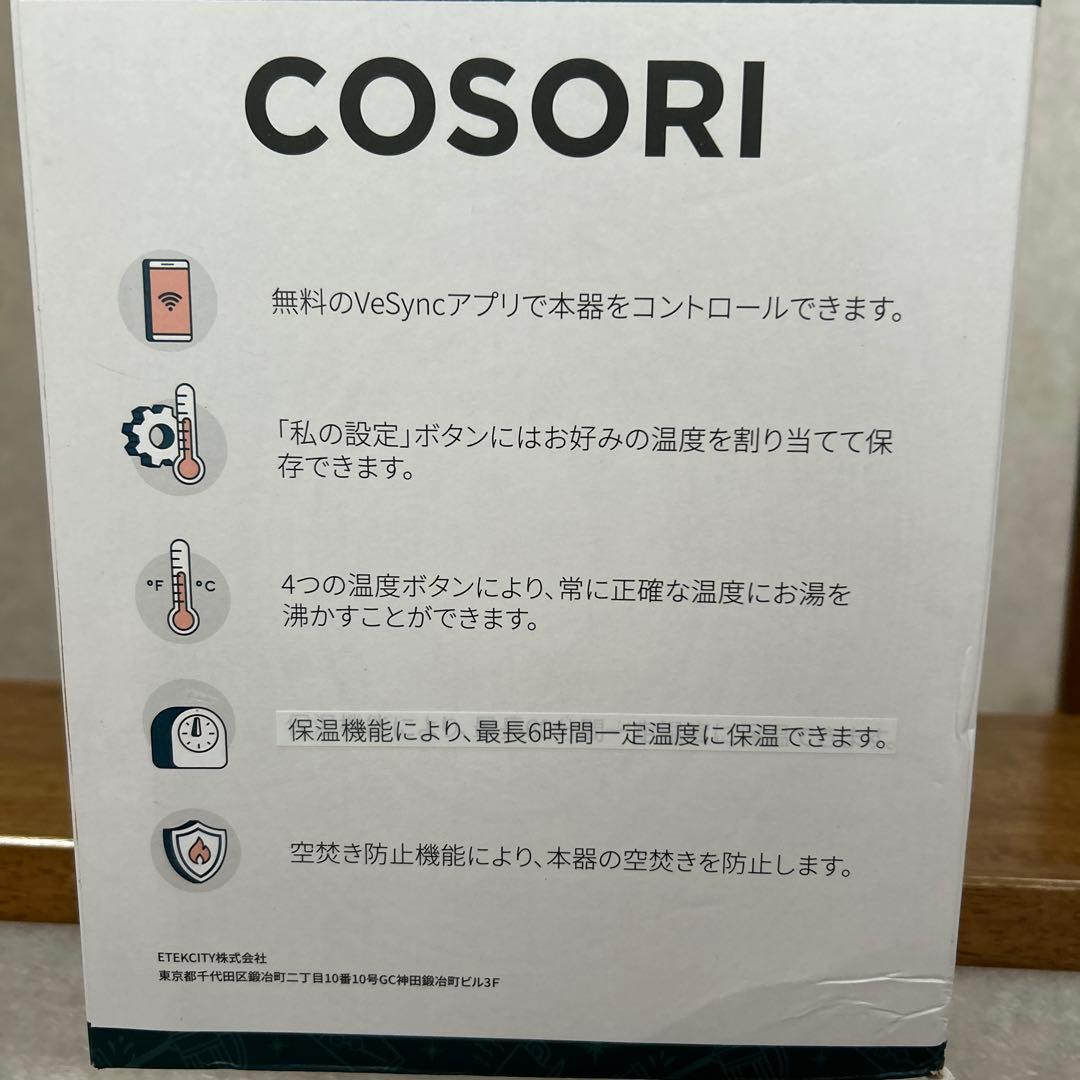 COSORI
無料のVeSyncアプリで本器をコントロールできます。
「私の設定」ボタンにはお好みの温度を割り当てて保
存できます。
°F °C
4つの温度ボタンにより、常に正確な温度にお湯を
沸かすことができます。
保温機能により、最長6時間一定温度に保温できます。
空焚き防止機能により、本器の空焚きを防止します。
ETEKCITY株式会社
東京都千代田区鍛冶町二丁目10番10号GC神田鍛冶町ビル3F